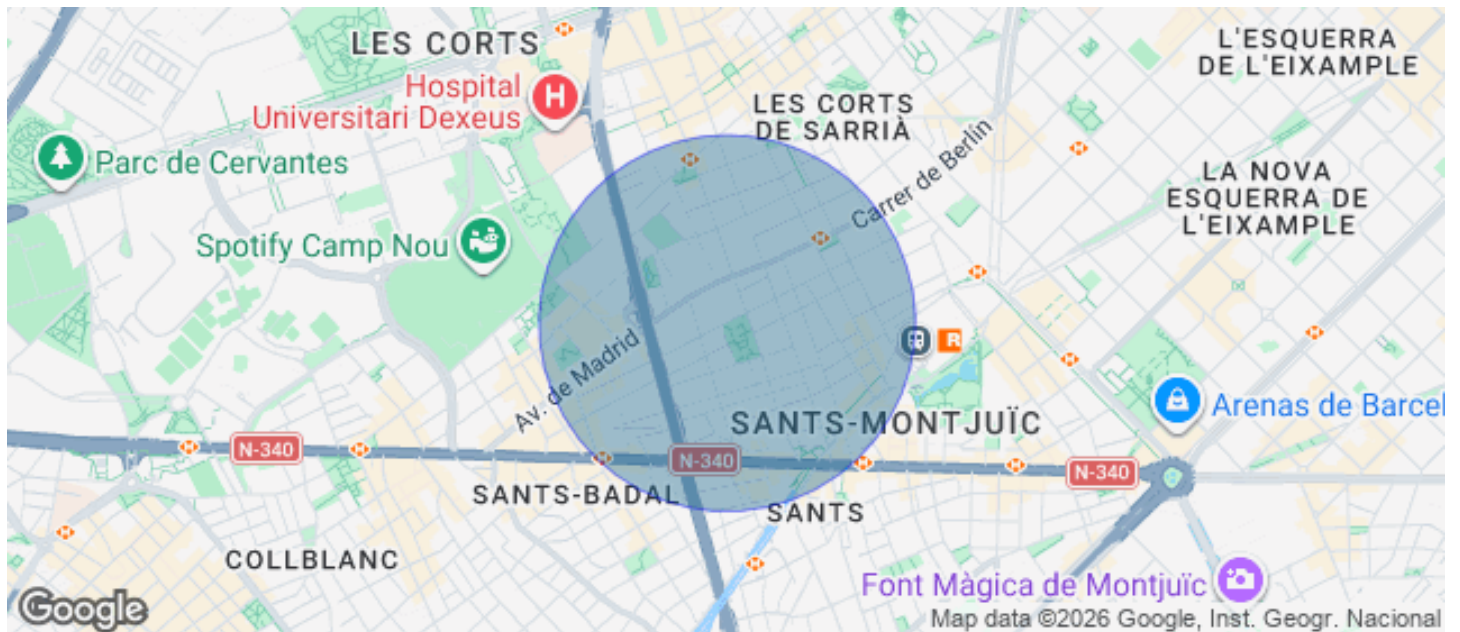 LES CORTS
Hospital
Universitari Dexeus
H
L'ESQUERRA
DE L'EIXAMPLE
LES CORTS
DE SARRIÀ
Parc de Cervantes
Carrer de Berlín
LA NOVA
ESQUERRA DE
L'EIXAMPLE
Spotify Camp Nou
Av. de Madrid
R
Arenas de Barcel
SANTS-MONTJUÏC
N-340
N-340
N-340
SANTS-BADAL
SANTS
COLLBLANC
Font Màgica de Montjuïc
Google
Map data ©2026 Google, Inst. Geogr. Nacional